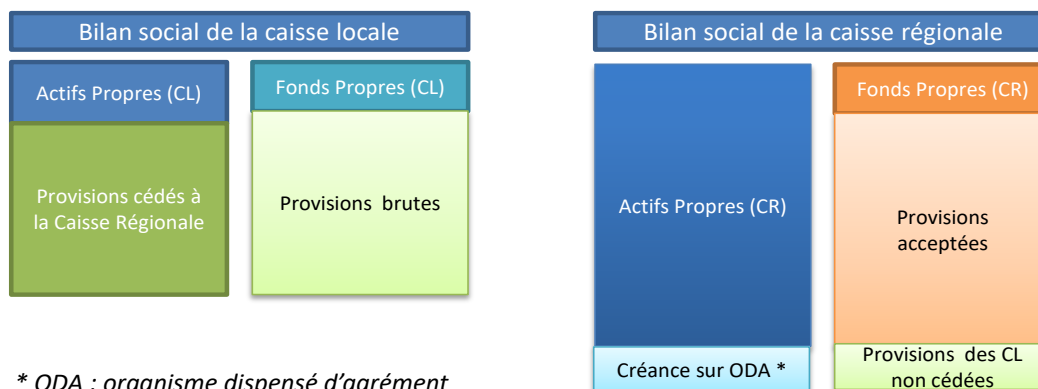 Bilan social de la caisse locale
Actifs Propres (CL)
Fonds Propres (CL)
Provisions cédés à
la Caisse Régionale
Provisions brutes
* ODA : organisme dispensé d'agrément
Bilan social de la caisse régionale
Actifs Propres (CR)
Fonds Propres (CR)
Provisions
acceptées
Créance sur ODA *
Provisions des CL
non cédées